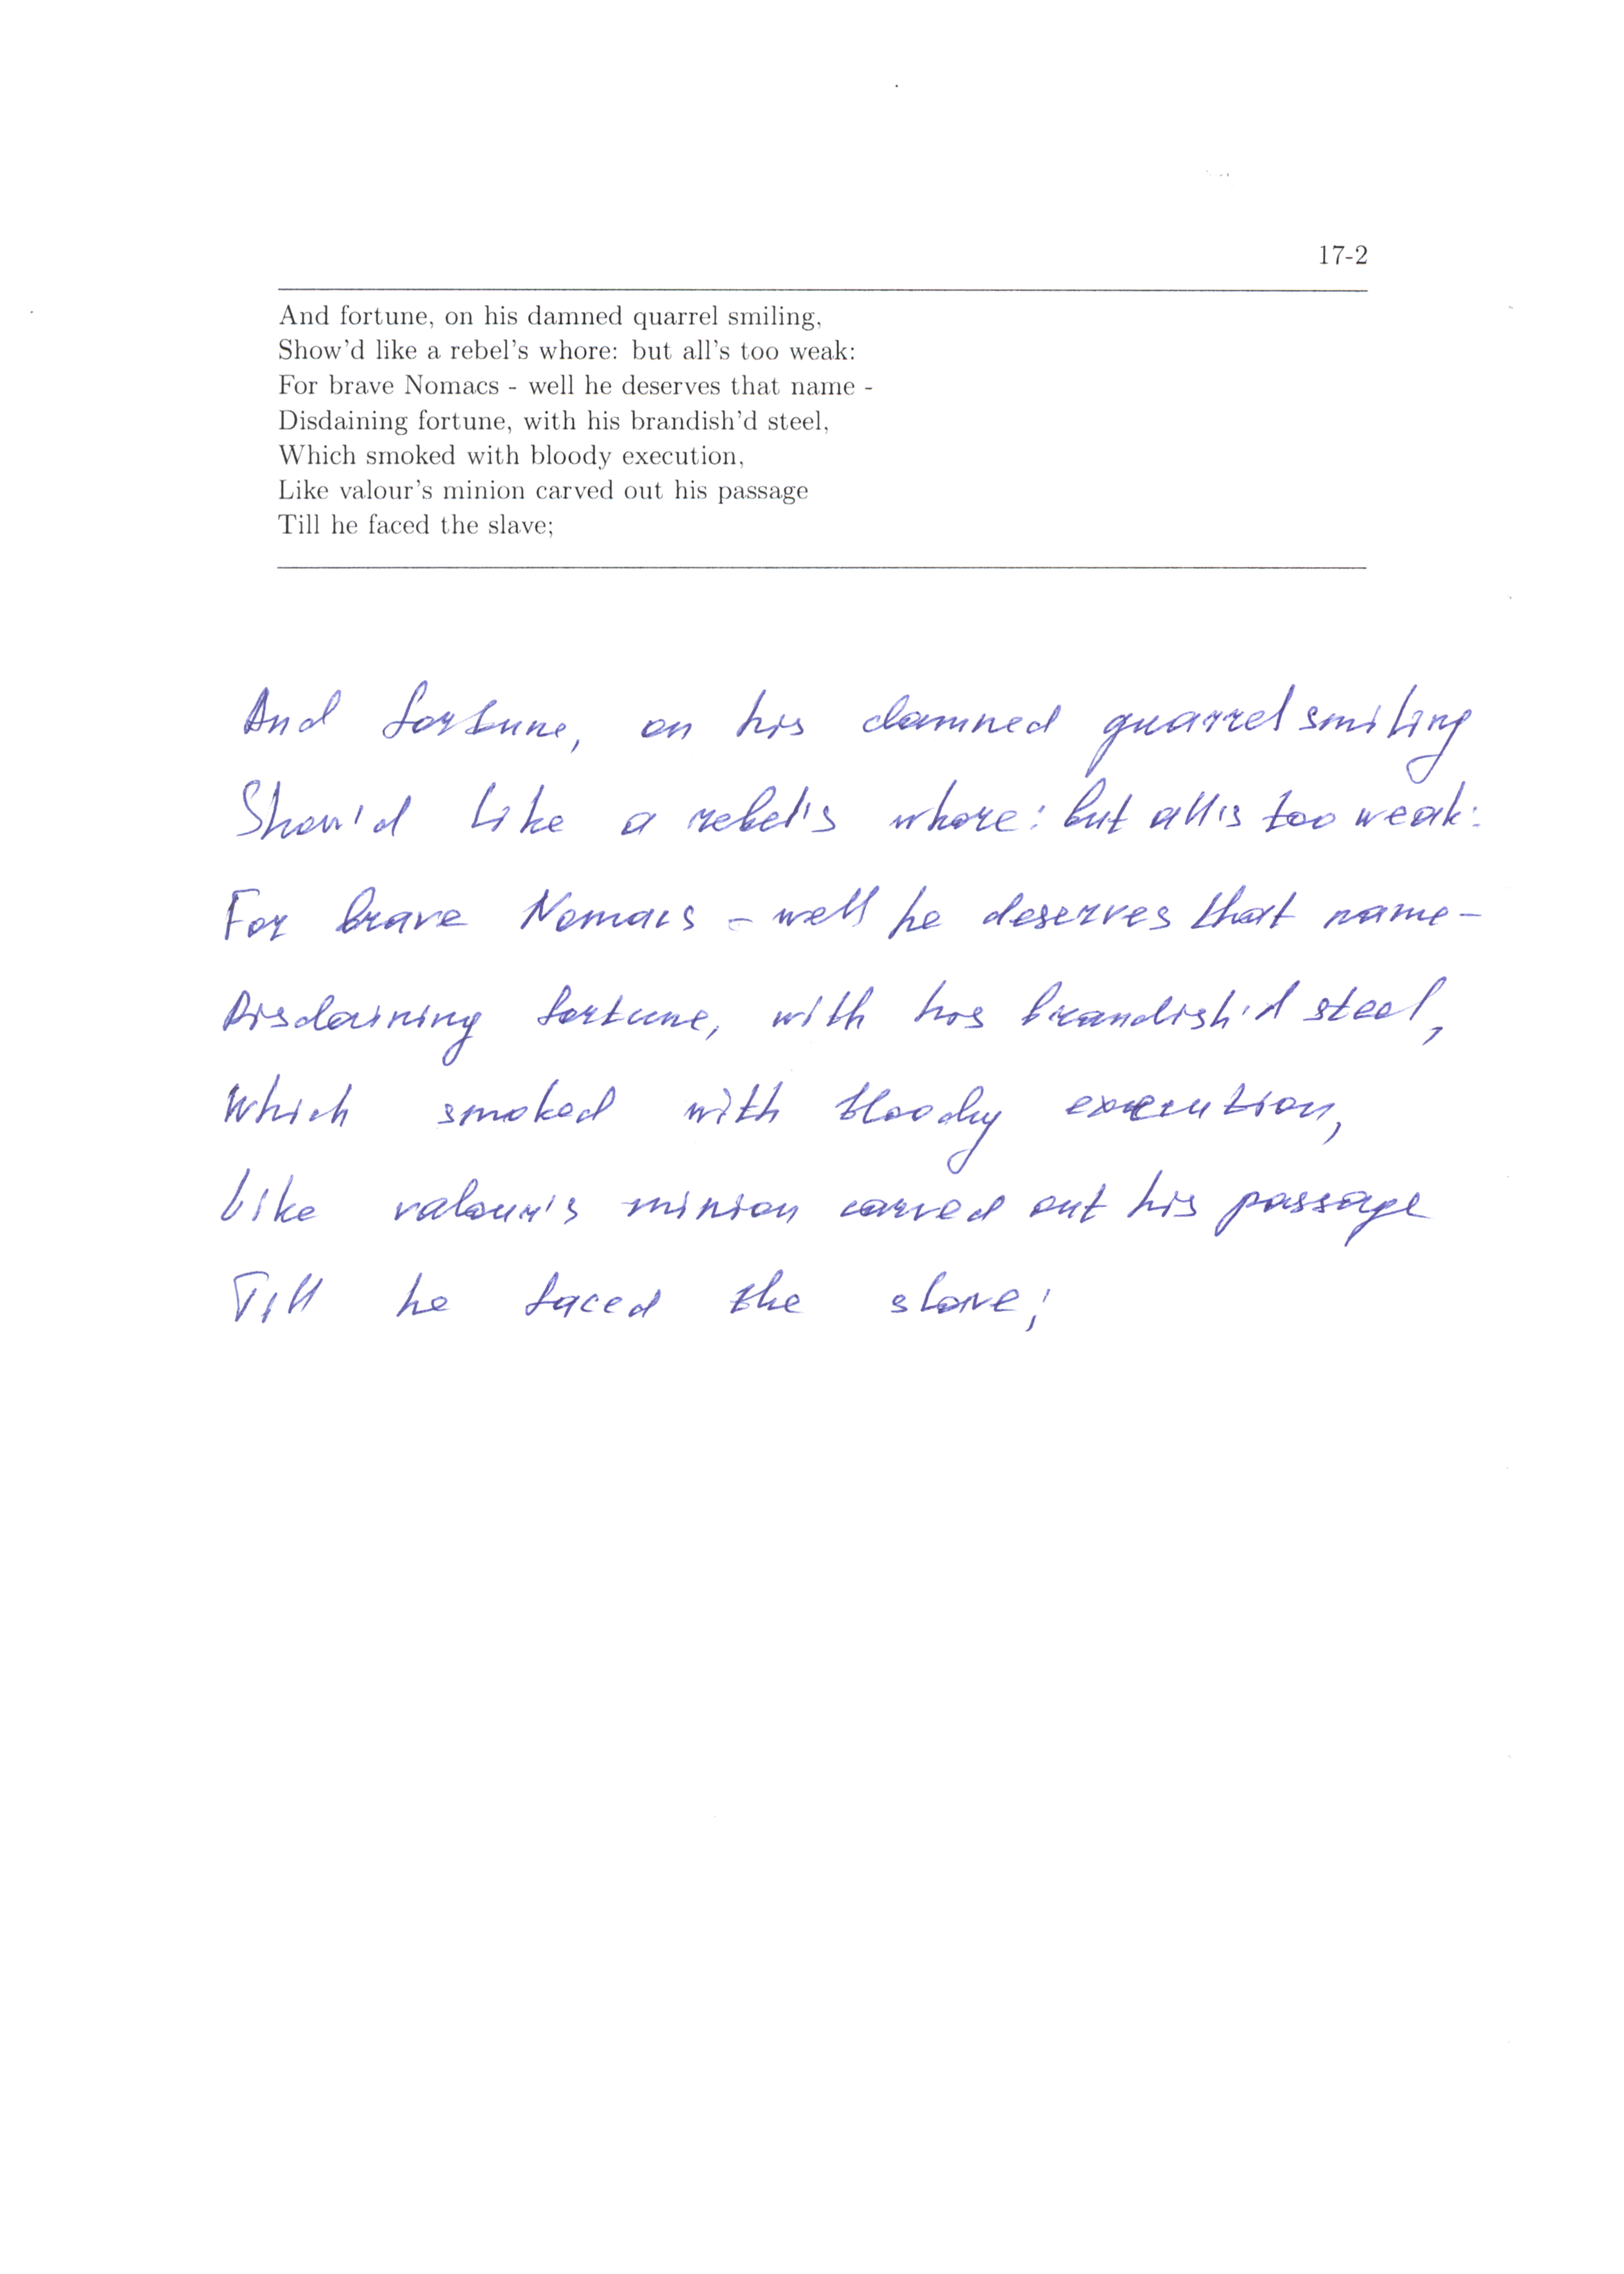 17-2
And fortune, on his damned quarrel smiling,
Show'd like a rebel's whore: but all's too weak:
For brave Nomacs - well he deserves that name -
Disdaining fortune, with his brandish'd steel,
Which smoked with bloody execution,
Like valour's minion carved out his passage
Till he faced the slave;
And fortune, on his damned quarrel smiling
Show'd like a rebel's whore: but all's too weak:
For brave Nomacs - well he deserves that name -
Disdaining fortune, with his brandish'd steel,
Which smoked with bloody execution,
Like valour's minion carved out his passage
Till he faced the slave;